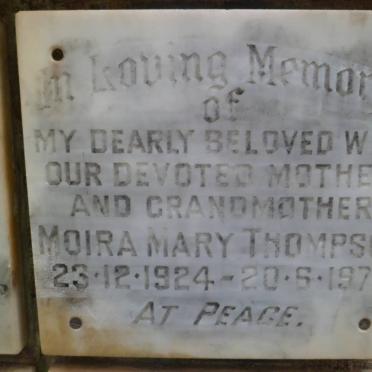 In Loving Memor
of
MY DEARLY BELOVED W
OUR DEVOTED MOTHE
AND GRANDMOTHER
MOIRA MARY THOMPS
23·12·1924-20·6·197
AT PEACE.